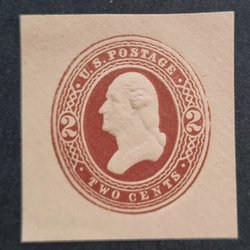 U.S. POSTAGE
2 2
TWO CENTS.